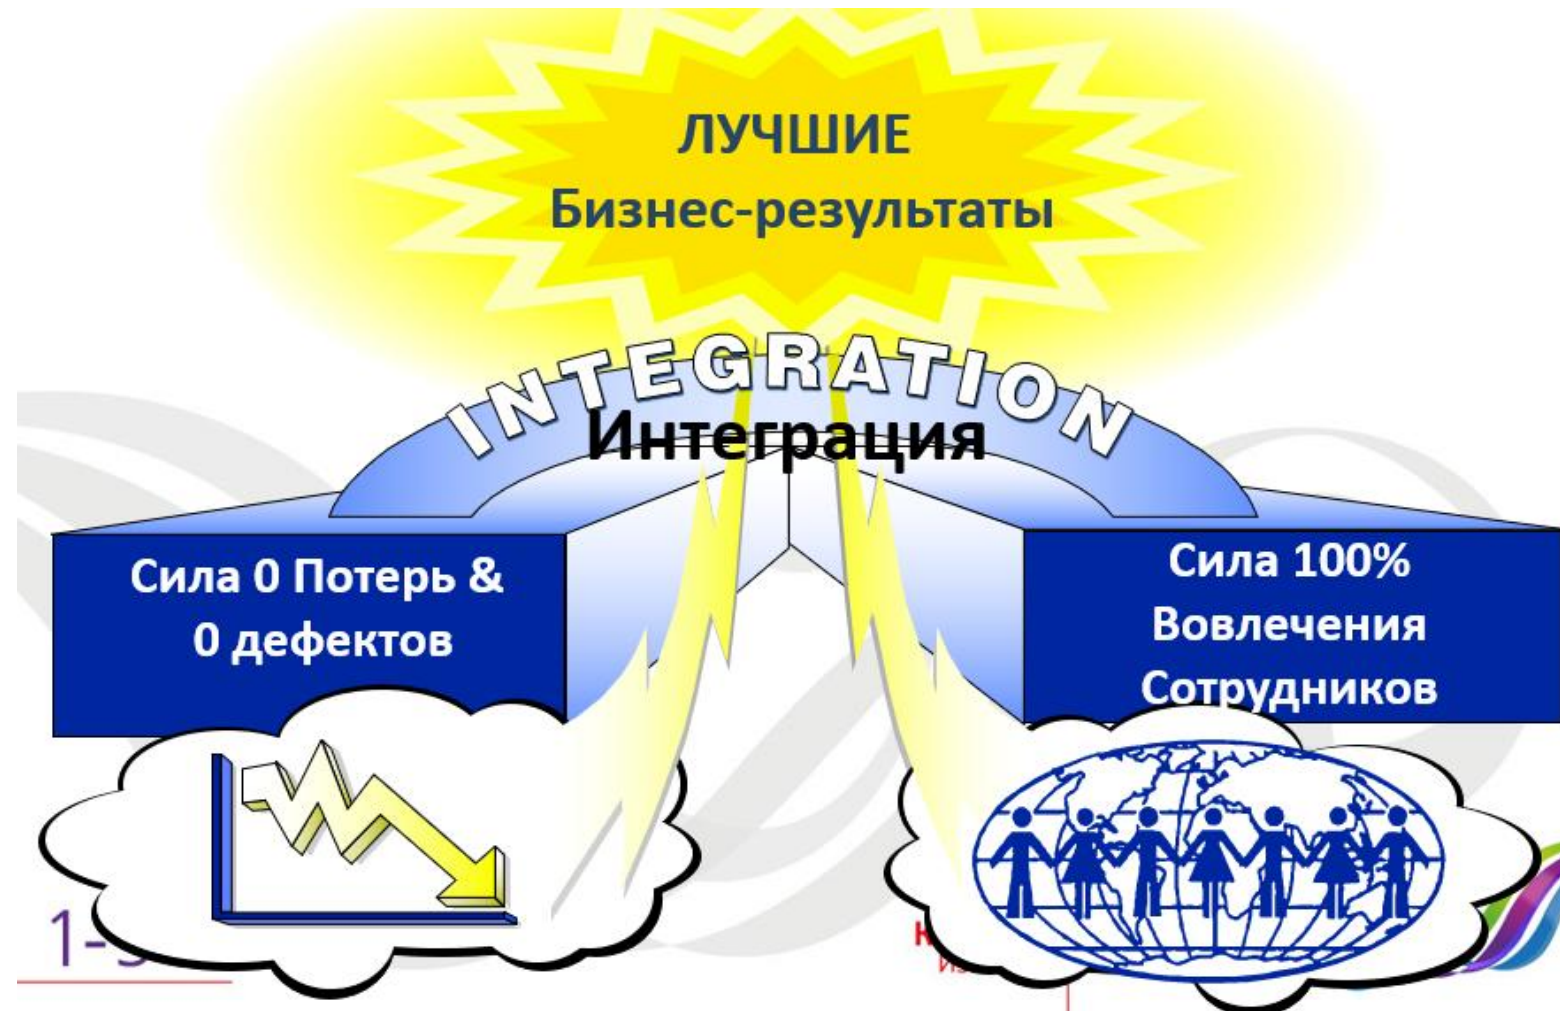 ЛУЧШИЕ
Бизнес-результаты
INTEGRATION
Интеграция
Сила 0 Потерь &
0 дефектов
Сила 100%
Вовлечения
Сотрудников